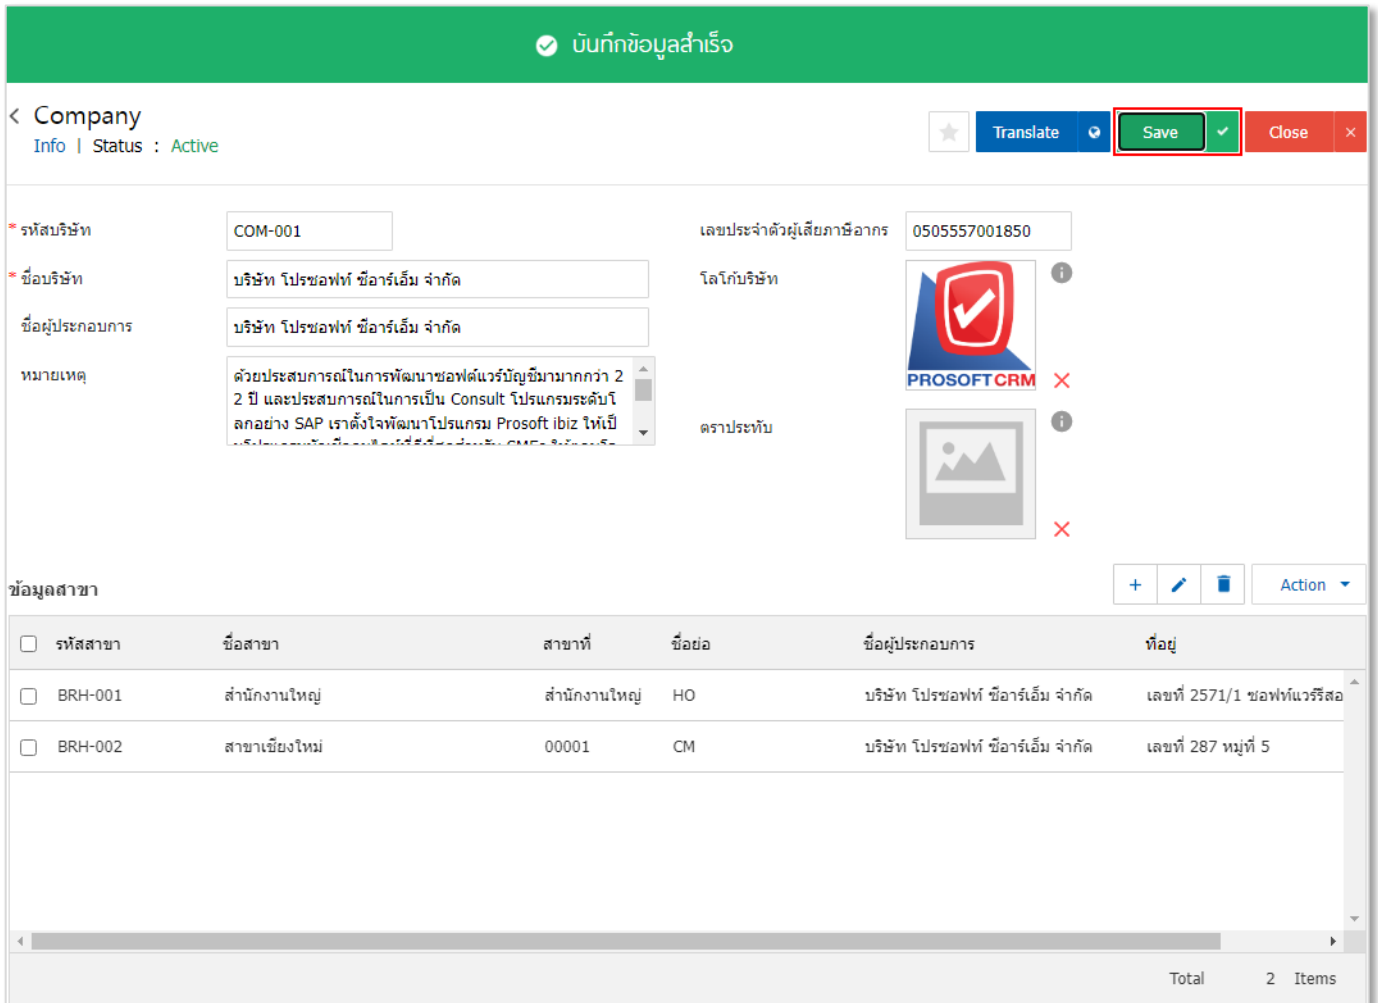 บันทึกข้อมูลสำเร็จ
Company
Info | Status : Active
Translate
Save
Close
* รหัสบริษัท
COM-001
เลขประจำตัวผู้เสียภาษีอากร
0505557001850
* ชื่อบริษัท
บริษัท โปรซอฟท์ ซีอาร์เอ็ม จำกัด
โลโก้บริษัท
ชื่อผู้ประกอบการ
บริษัท โปรซอฟท์ ซีอาร์เอ็ม จำกัด
PROSOFT CRM
หมายเหตุ
ด้วยประสบการณ์ในการพัฒนาซอฟต์แวร์บัญชีมามากกว่า 2
2 ปี และประสบการณ์ในการเป็น Consult โปรแกรมระดับโ
ลกอย่าง SAP เราตั้งใจพัฒนาโปรแกรม Prosoft ibiz ให้เป็
ตราประทับ
ข้อมูลสาขา
Action
รหัสสาขา ชื่อสาขา สาขาที่ ชื่อย่อ ชื่อผู้ประกอบการ ที่อยู่
BRH-001 สำนักงานใหญ่ สำนักงานใหญ่ HO บริษัท โปรซอฟท์ ซีอาร์เอ็ม จำกัด เลขที่ 2571/1 ซอฟท์แวร์รีสอ
BRH-002 สาขาเชียงใหม่ 00001 CM บริษัท โปรซอฟท์ ซีอาร์เอ็ม จำกัด เลขที่ 287 หมู่ที่ 5
Total 2 Items